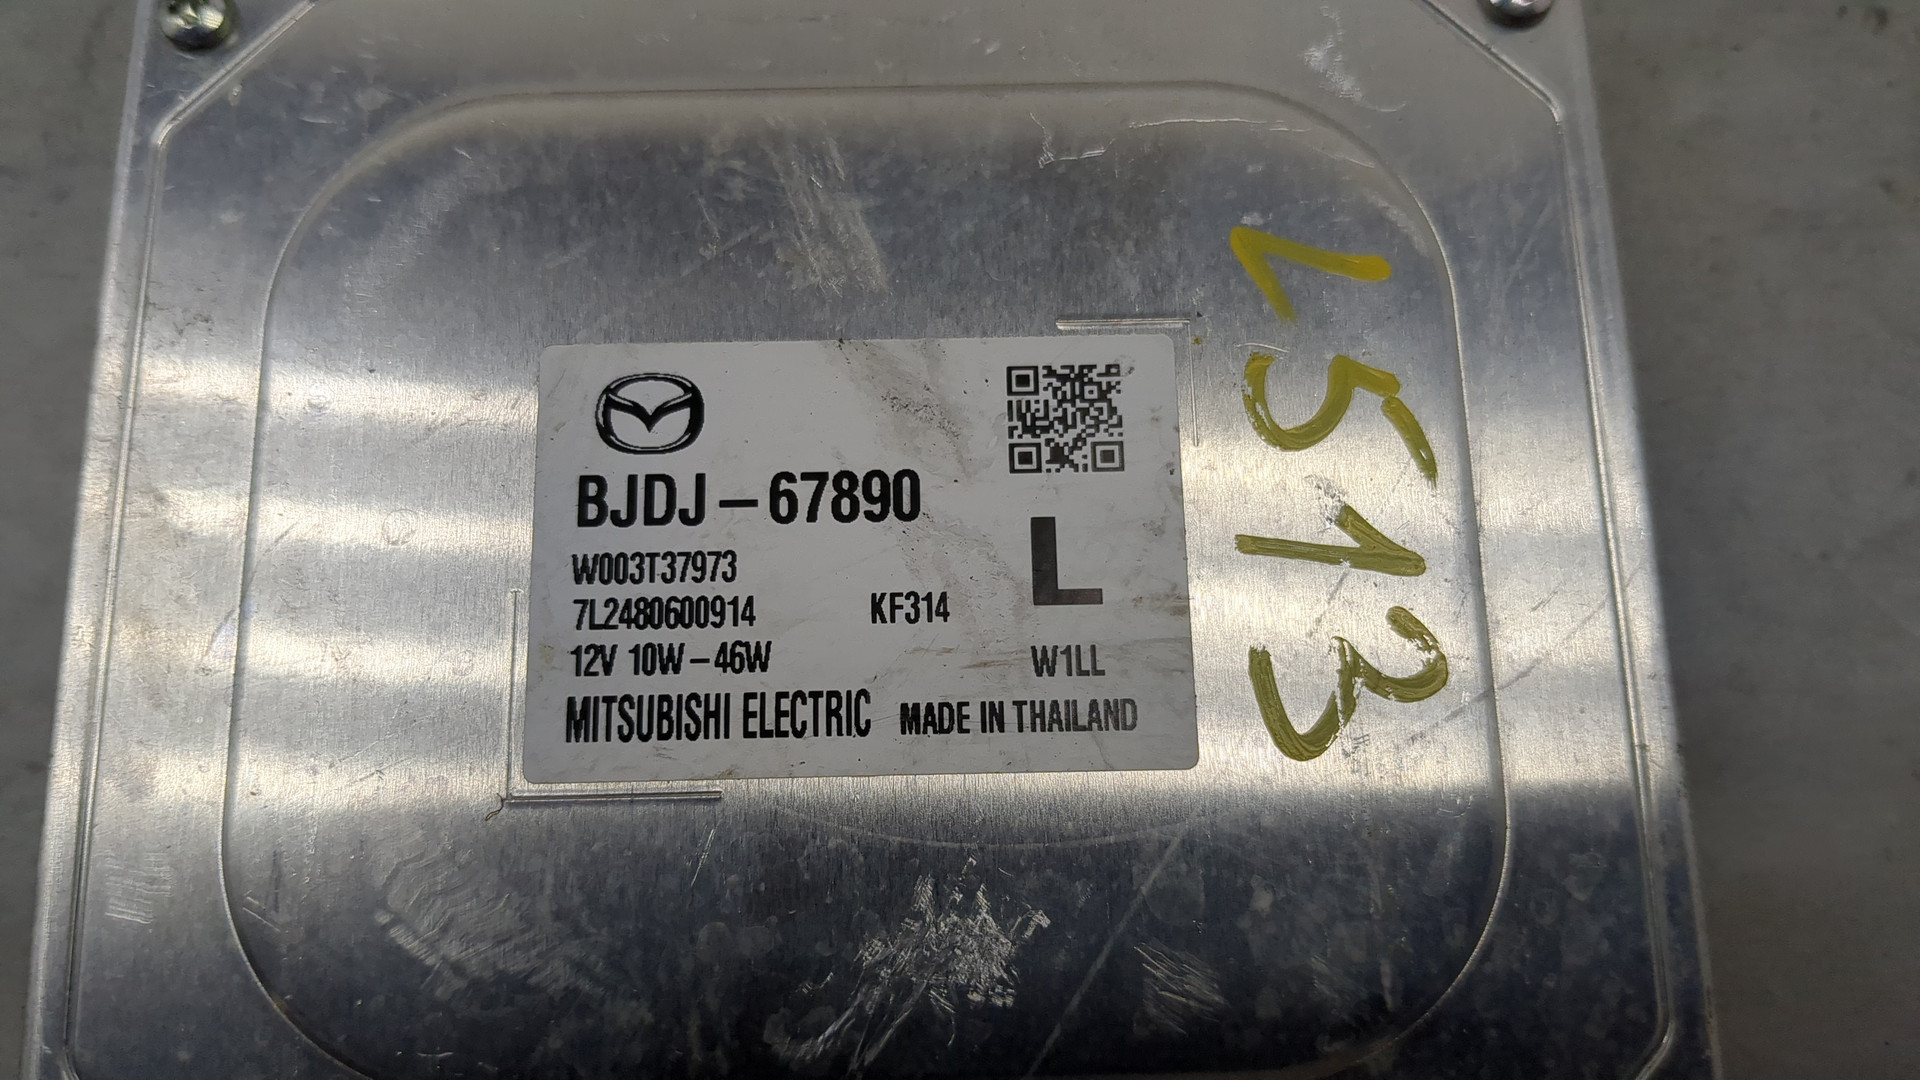 BJDJ-67890
L
W003T37973
7L2480600914
KF314
12V 10W-46W
W1LL
MITSUBISHI ELECTRIC MADE IN THAILAND
L513